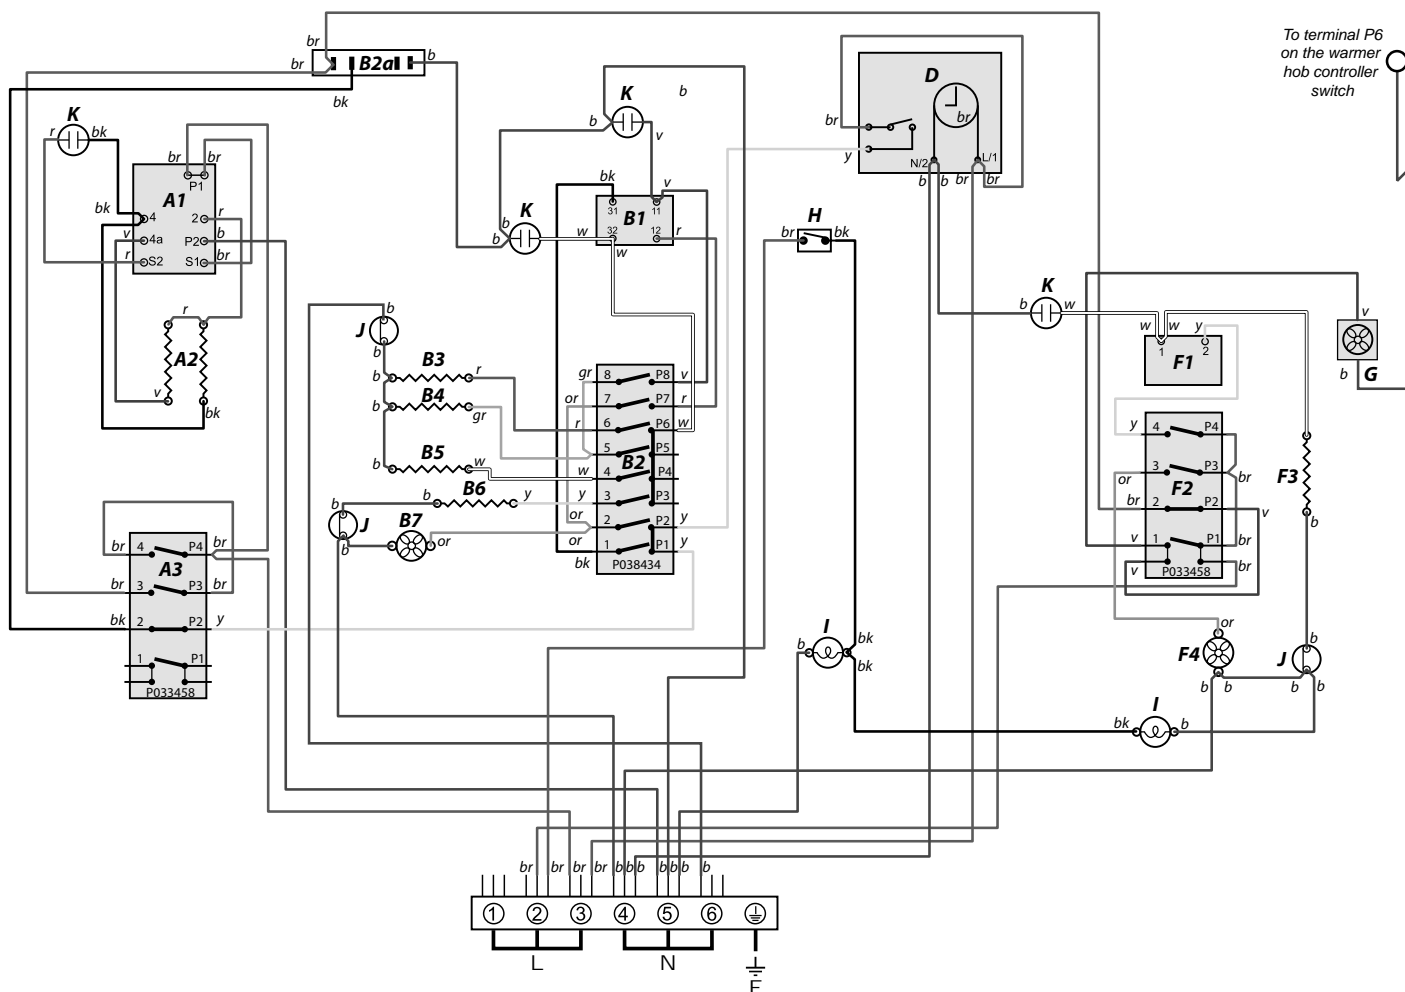 To terminal P6
on the warmer
hob controller
switch
br
br
B2a
b
bk
K
r
bk
br
br
P1
A1
bk
4
2
r
v
4a
P2
b
r
S2
S1
br
r
A2
v
bk
K
b
b
v
bk
v
31
11
B1
K
b
b
w
32
12
r
w
D
br
br
y
N/2
L/1
b
b
br
br
H
br
bk
K
b
w
w
w
y
1
2
F1
v
b
G
J
b
b
b
B3
r
b
B4
gr
b
B5
w
b
B6
y
J
b
b
B7
or
gr
8
P8
v
or
7
P7
r
r
6
P6
w
5
P5
B2
w
4
P4
y
3
P3
or
2
P2
y
or
1
P1
y
bk
P038434
y
4
P4
or
3
P3
br
F2
br
2
P2
v
v
1
P1
v
br
P033458
F3
b
br
4
P4
br
A3
br
3
P3
br
bk
2
P2
y
1
P1
P033458
I
b
bk
bk
or
F4
b
b
b
J
b
b
I
bk
b
br
br
br
br
b
b
b
b
b
b
b
1
2
3
4
5
6
L
N
E